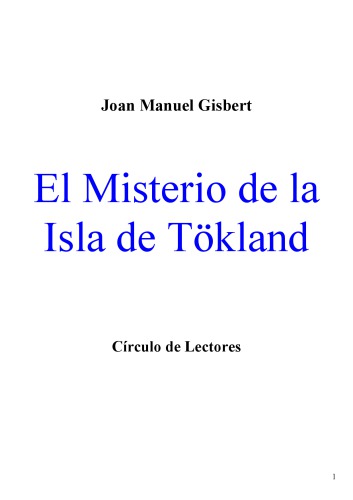 Joan Manuel Gisbert
El Misterio de la
Isla de Tökland
Círculo de Lectores
1